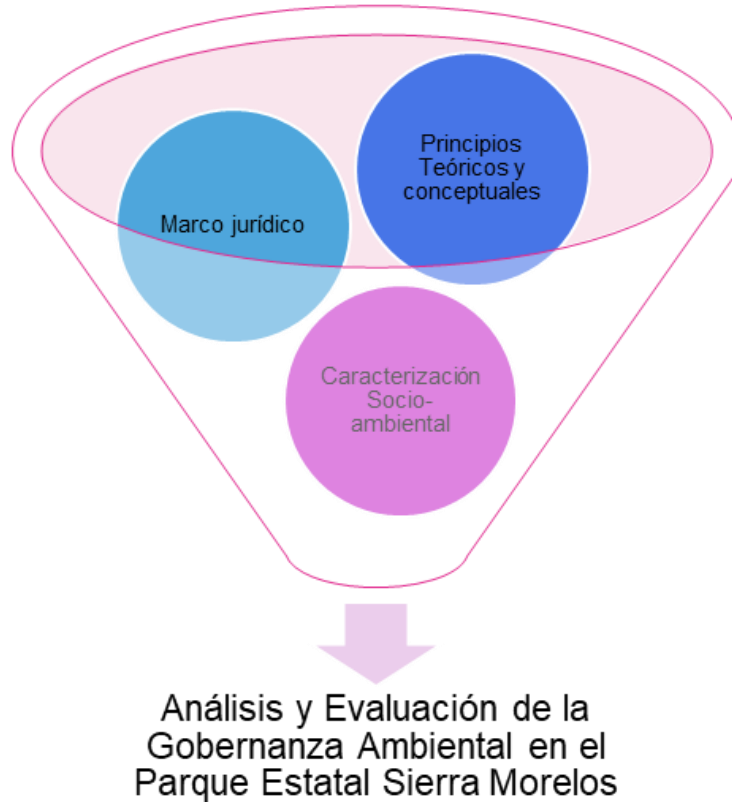 Principios
Teóricos y
conceptuales
Marco jurídico
Caracterización
Socio-
ambiental
Análisis y Evaluación de la
Gobernanza Ambiental en el
Parque Estatal Sierra Morelos